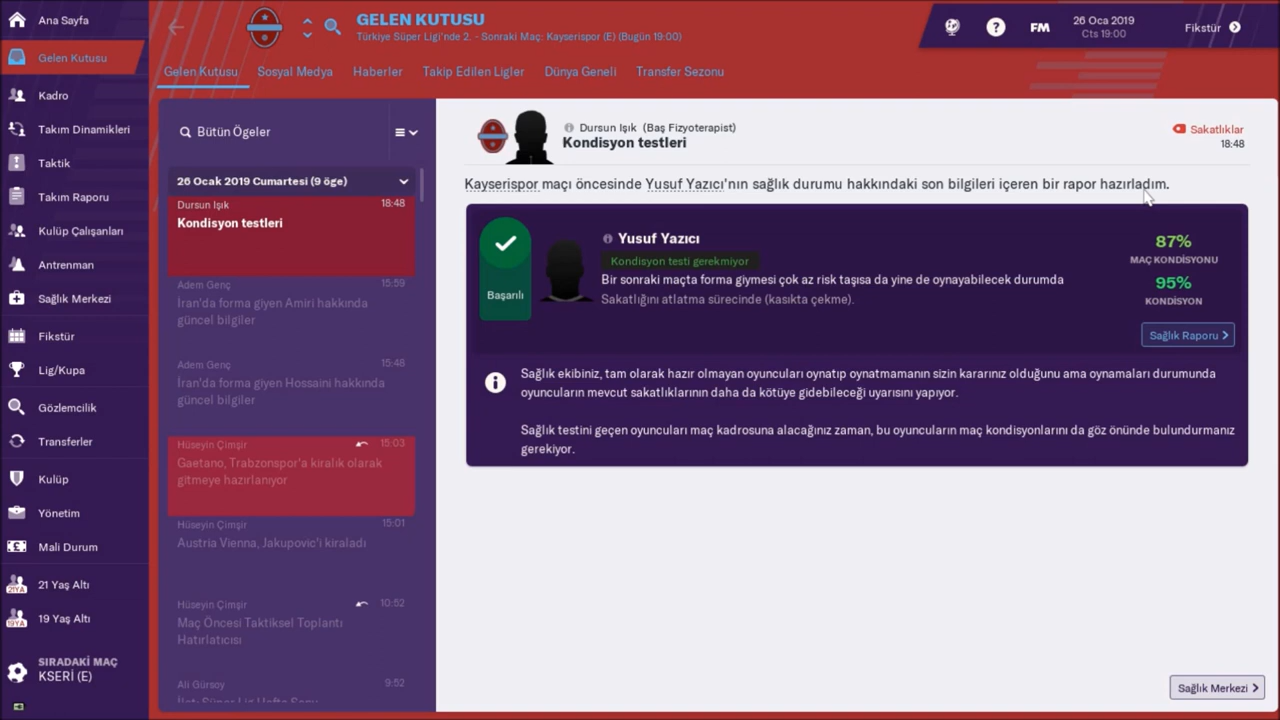 Ana Sayfa
Gelen Kutusu
Kadro
Takım Dinamikleri
Taktik
Takım Raporu
Kulüp Çalışanları
Antrenman
Sağlık Merkezi
Fikstür
Lig/Kupa
Gözlemcilik
Transferler
Kulüp
Yönetim
Mali Durum
21YA
21 Yaş Altı
19YA
19 Yaş Altı
SIRADAKİ MAÇ
KSERİ (E)
GELEN KUTUSU
Türkiye Süper Ligi'nde 2. - Sonraki Maç: Kayserispor (E) (Bugün 19:00)
FM
26 Oca 2019
Cts 19:00
Fikstür
Gelen Kutusu
Sosyal Medya
Haberler
Takip Edilen Ligler
Dünya Geneli
Transfer Sezonu
Bütün Ögeler
26 Ocak 2019 Cumartesi (9 öge)
Dursun Işık 18:48
Kondisyon testleri
Adem Genç 15:59
İran'da forma giyen Amiri hakkında
güncel bilgiler
Adem Genç 15:48
İran'da forma giyen Hossaini hakkında
güncel bilgiler
Hüseyin Çimşir 15:03
Gaetano, Trabzonspor'a kiralık olarak
gitmeye hazırlanıyor
Hüseyin Çimşir 15:01
Austria Vienna, Jakupovic'i kiraladı
Hüseyin Çimşir 10:52
Maç Öncesi Taktiksel Toplantı
Hatırlatıcısı
Ali Gürsoy 9:52
Dursun Işık (Baş Fizyoterapist)
Kondisyon testleri
Sakatlıklar
18:48
Kayserispor maçı öncesinde Yusuf Yazıcı'nın sağlık durumu hakkındaki son bilgileri içeren bir rapor hazırladım.
Başarılı
Yusuf Yazıcı
Kondisyon testi gerekmiyor
Bir sonraki maçta forma giymesi çok az risk taşısa da yine de oynayabilecek durumda
Sakatlığını atlatma sürecinde (kasıkta çekme).
87%
MAÇ KONDİSYONU
95%
KONDİSYON
Sağlık Raporu
Sağlık ekibiniz, tam olarak hazır olmayan oyuncuları oynatıp oynatmamanın sizin kararınız olduğunu ama oynamaları durumunda
oyuncuların mevcut sakatlıklarının daha da kötüye gidebileceği uyarısını yapıyor.
Sağlık testini geçen oyuncuları maç kadrosuna alacağınız zaman, bu oyuncuların maç kondisyonlarını da göz önünde bulundurmanız
gerekiyor.
Sağlık Merkezi